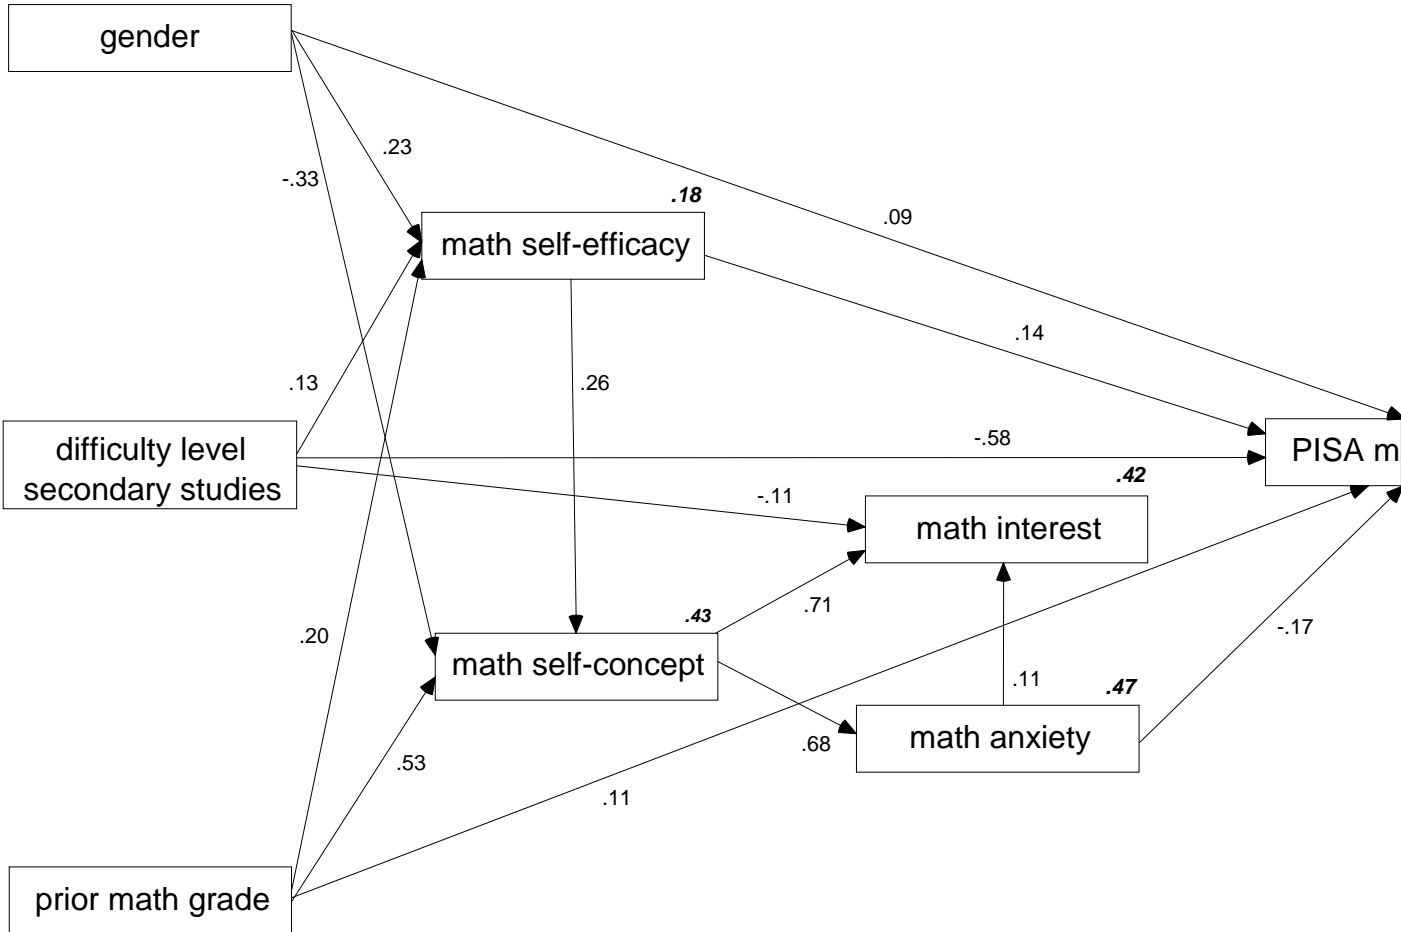 gender
.23
-.33
.18
.09
math self-efficacy
.14
.13
.26
-.58
difficulty level
secondary studies
PISA m
.42
-.11
math interest
.71
.43
.20
math self-concept
-.17
.11
.47
.68
math anxiety
.53
.11
prior math grade